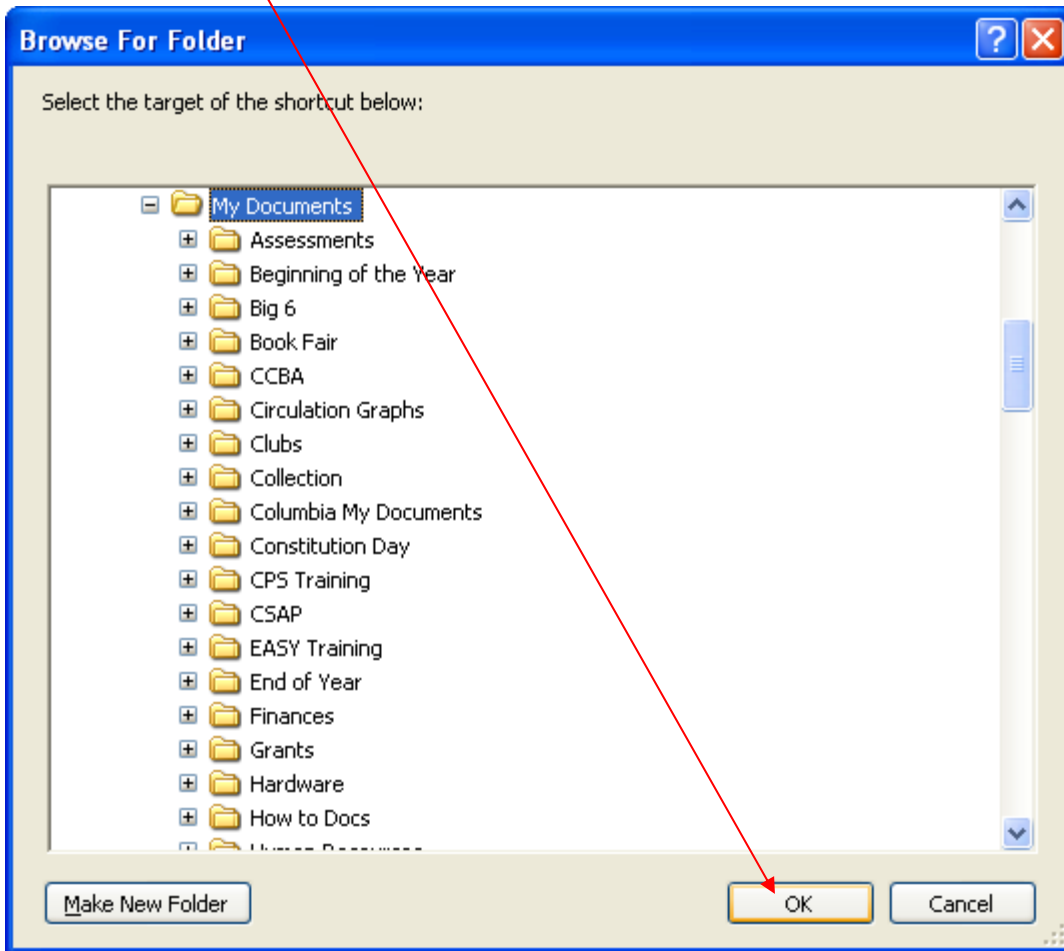 Browse For Folder
Select the target of the shortcut below:
My Documents
Assessments
Beginning of the Year
Big 6
Book Fair
CCBA
Circulation Graphs
Clubs
Collection
Columbia My Documents
Constitution Day
CPS Training
CSAP
EASY Training
End of Year
Finances
Grants
Hardware
How to Docs
Make New Folder OK Cancel